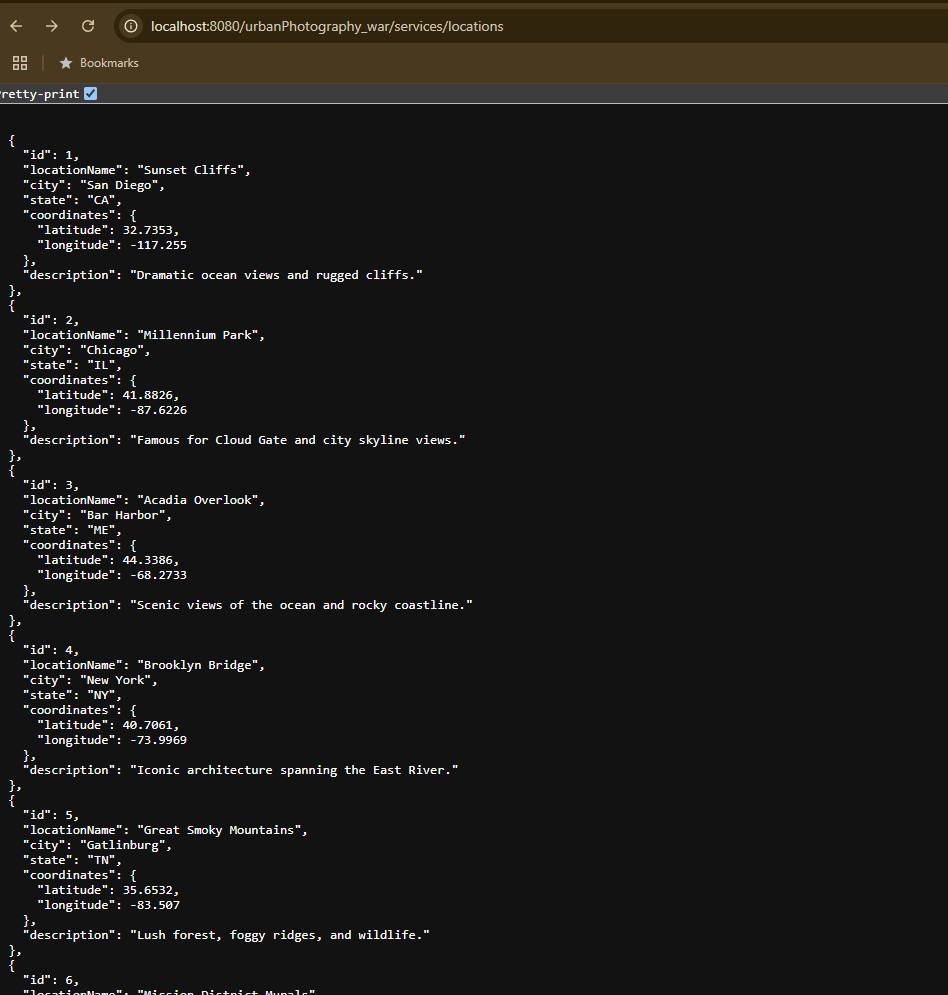 localhost:8080/urbanPhotography_war/services/locations
Bookmarks
retty-print
{
"id": 1,
"locationName": "Sunset Cliffs",
"city": "San Diego",
"state": "CA",
"coordinates": {
"latitude": 32.7353,
"longitude": -117.255
},
"description": "Dramatic ocean views and rugged cliffs."
},
{
"id": 2,
"locationName": "Millennium Park",
"city": "Chicago",
"state": "IL",
"coordinates": {
"latitude": 41.8826,
"longitude": -87.6226
},
"description": "Famous for Cloud Gate and city skyline views."
},
{
"id": 3,
"locationName": "Acadia Overlook",
"city": "Bar Harbor",
"state": "ME",
"coordinates": {
"latitude": 44.3386,
"longitude": -68.2733
},
"description": "Scenic views of the ocean and rocky coastline."
},
{
"id": 4,
"locationName": "Brooklyn Bridge",
"city": "New York",
"state": "NY",
"coordinates": {
"latitude": 40.7061,
"longitude": -73.9969
},
"description": "Iconic architecture spanning the East River."
},
{
"id": 5,
"locationName": "Great Smoky Mountains",
"city": "Gatlinburg",
"state": "TN",
"coordinates": {
"latitude": 35.6532,
"longitude": -83.507
},
"description": "Lush forest, foggy ridges, and wildlife."
},
{
"id": 6,
"locationName": "Mission District Murals"